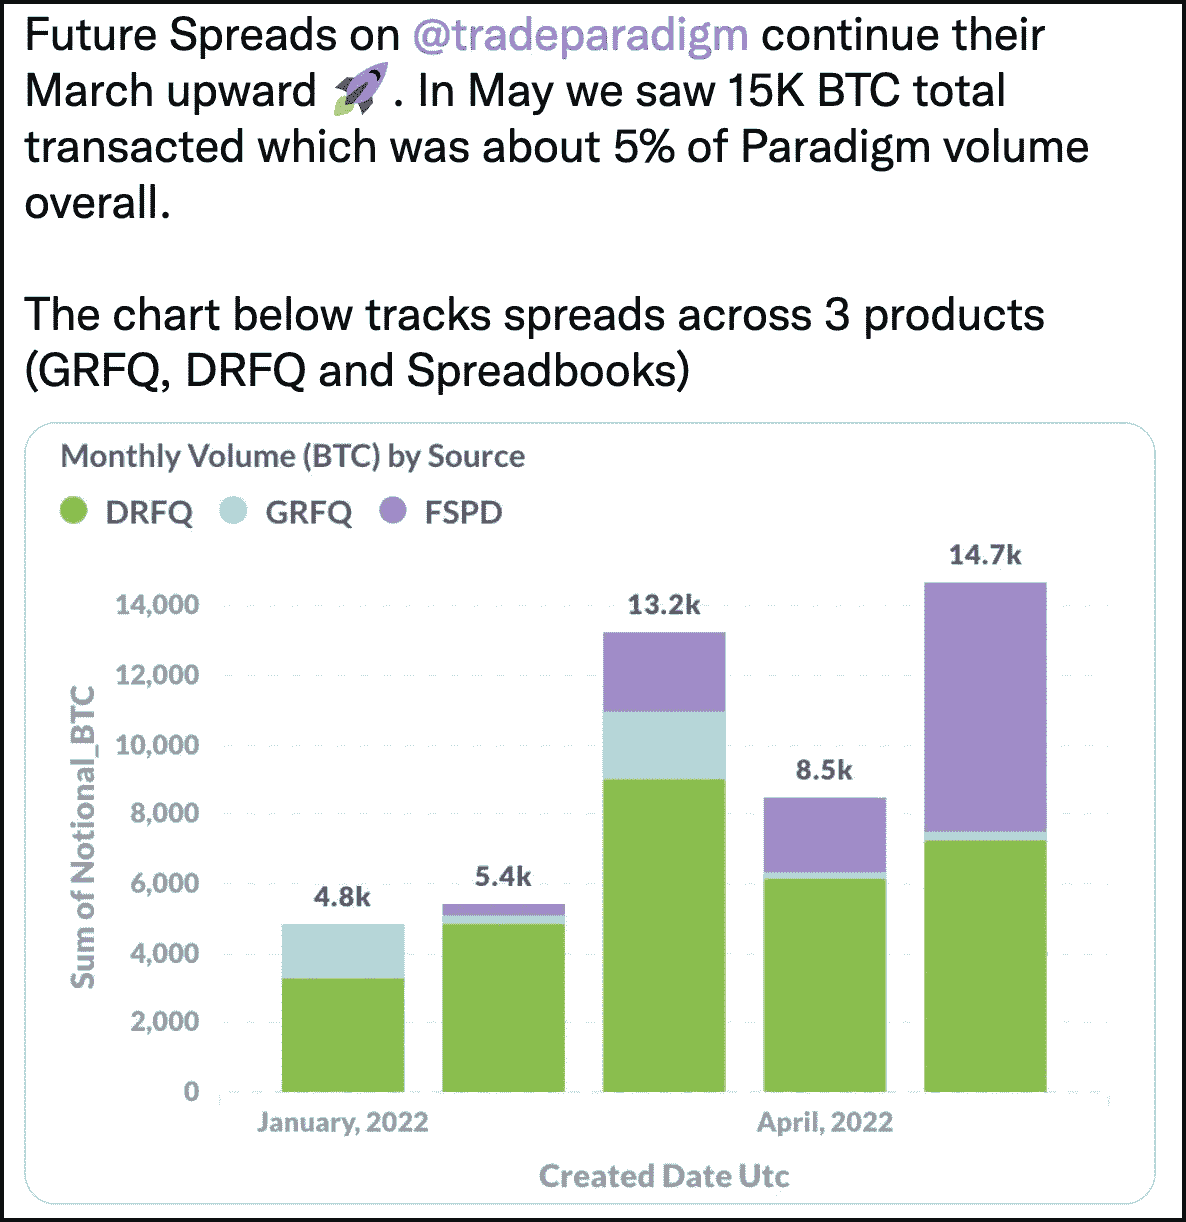 Future Spreads on @tradeparadigm continue their
March upward 🚀. In May we saw 15K BTC total
transacted which was about 5% of Paradigm volume
overall.
The chart below tracks spreads across 3 products
(GRFQ, DRFQ and Spreadbooks)
Monthly Volume (BTC) by Source
DRFQ GRFQ FSPD
14.7k
14,000
13.2k
12,000
10,000
8.5k
8,000
6,000
5.4k
4.8k
4,000
2,000
0
Sum of Notional_BTC
January, 2022 April, 2022
Created Date Utc